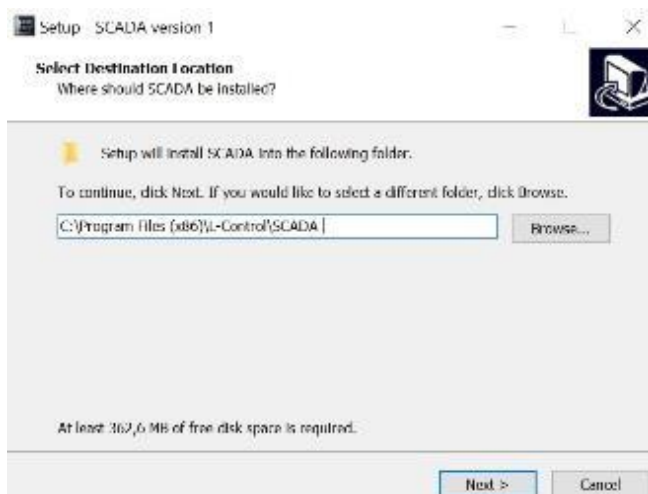 Setup SCADA version 1
Select Destination Location
Where should SCADA be installed?
Setup will install SCADA into the following folder.
To continue, click Next. If you would like to select a different folder, click Browse.
C:\Program Files (x86)\L-Control\SCADA
Browse...
At least 362,6 MB of free disk space is required.
Next >
Cancel